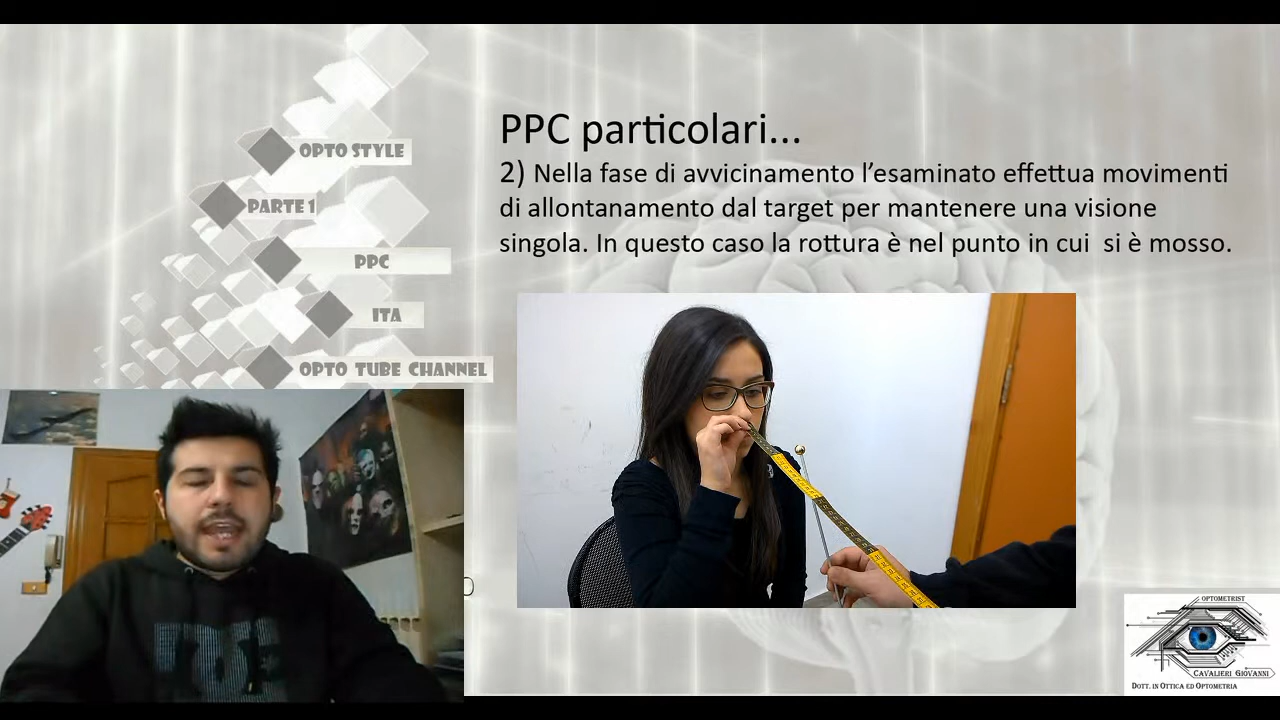 OPTO STYLE
PARTE 1
PPC
ITA
OPTO TUBE CHANNEL
PPC particolari...
2) Nella fase di avvicinamento l’esaminato effettua movimenti
di allontanamento dal target per mantenere una visione
singola. In questo caso la rottura è nel punto in cui si è mosso.
OPTOMETRIST
CAVALIERI GIOVANNI
DOTT. IN OTTICA ED OPTOMETRIA